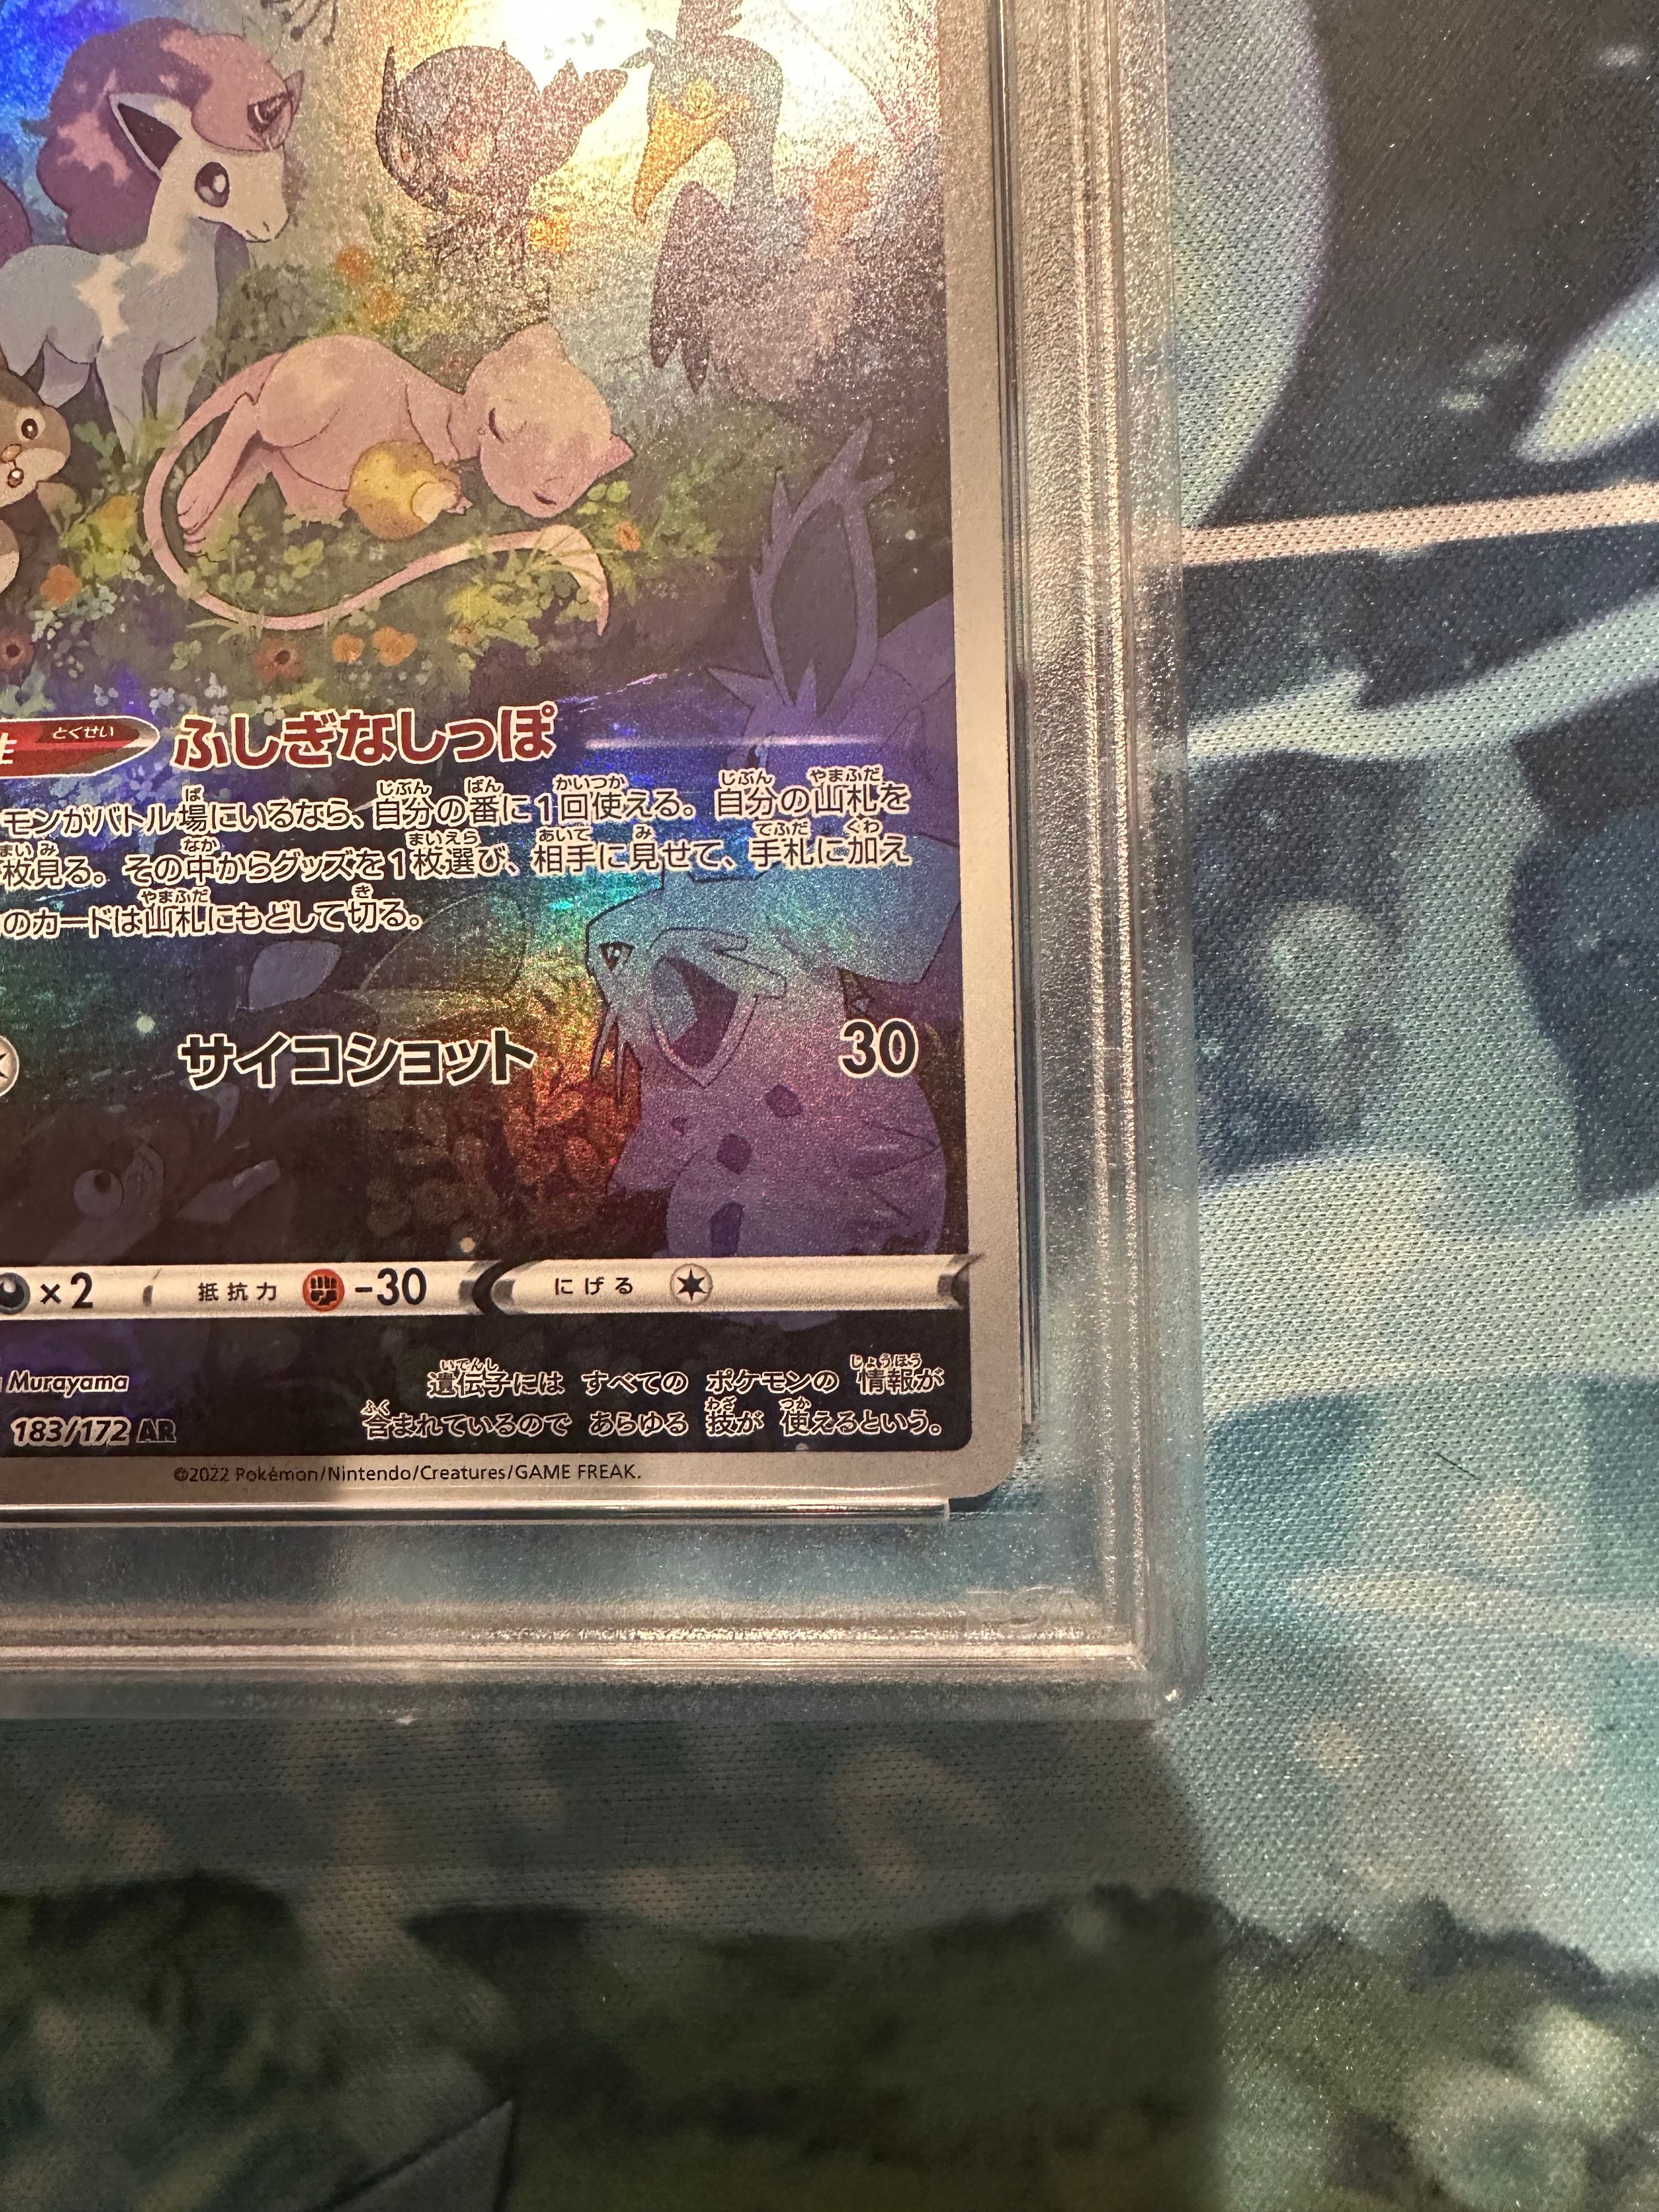 とくせい
ふしぎなしっぽ
モンがバトル場にいるなら、自分の番に1回使える。自分の山札を
枚見る。その中からグッズを1枚選び、相手に見せて、手札に加え
のカードは山札にもどして切る。
サイコショット 30
×2 抵抗力 -30 にげる
Murayama
183/172 AR
遺伝子には すべての ポケモンの 情報が
含まれているので あらゆる 技が 使えるという。
©2022 Pokémon/Nintendo/Creatures/GAME FREAK.